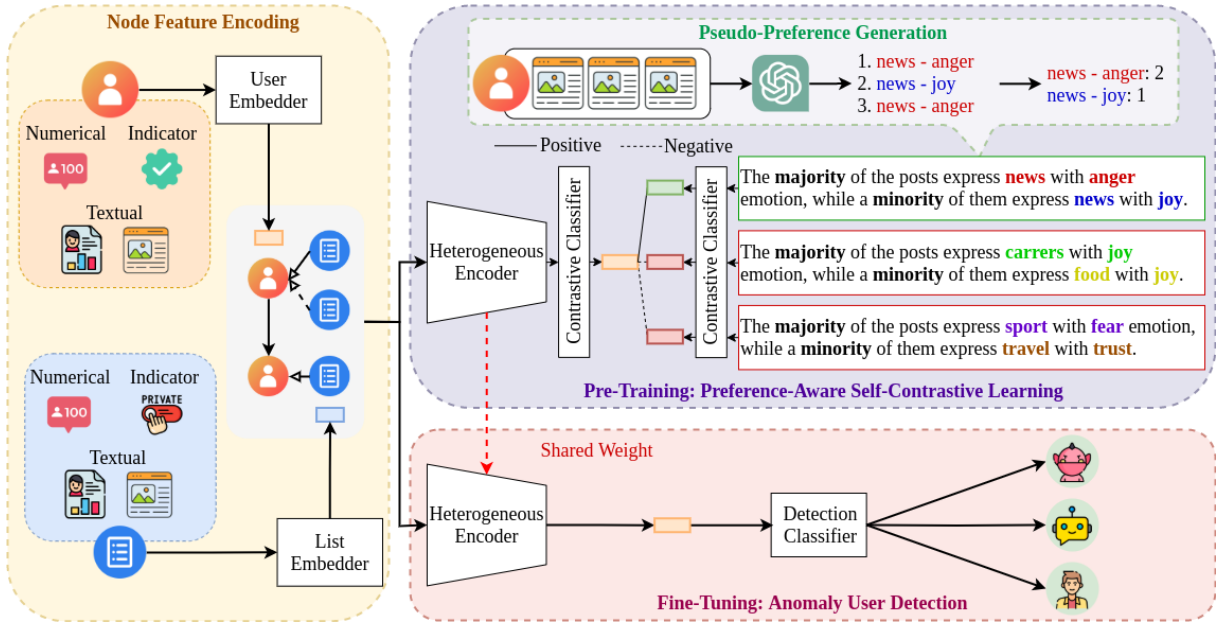 Node Feature Encoding
User
Embedder
Numerical
Indicator
100
Textual
Numerical
Indicator
100
PRIVATE
Textual
List
Embedder
Pseudo-Preference Generation
1. news - anger
2. news - joy
3. news - anger
news - anger: 2
news - joy: 1
Positive
Negative
Heterogeneous
Encoder
Contrastive Classifier
Contrastive Classifier
The majority of the posts express news with anger
emotion, while a minority of them express news with joy.
The majority of the posts express carrers with joy
emotion, while a minority of them express food with joy.
The majority of the posts express sport with fear emotion,
while a minority of them express travel with trust.
Pre-Training: Preference-Aware Self-Contrastive Learning
Shared Weight
Heterogeneous
Encoder
Detection
Classifier
Fine-Tuning: Anomaly User Detection